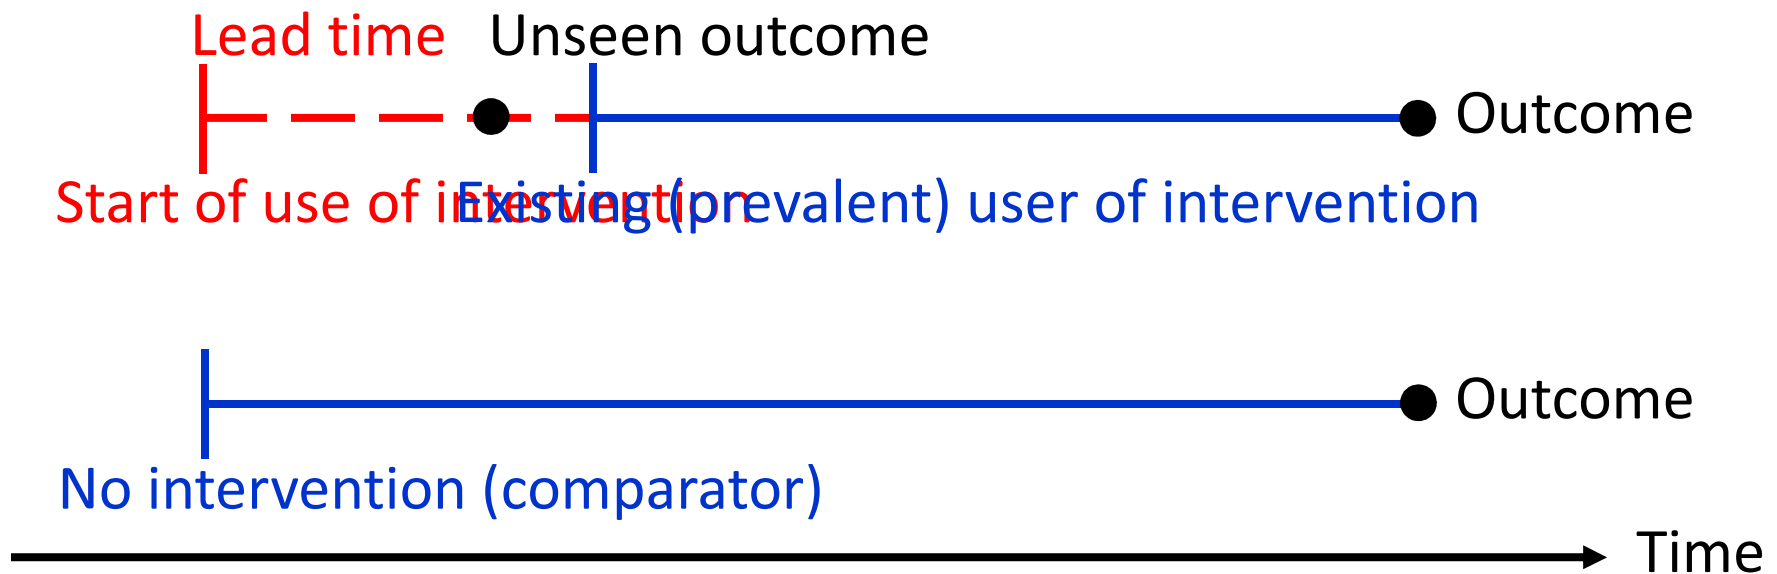 Lead time
Unseen outcome
Outcome
Start of use of intervention
Existing (prevalent) user of intervention
Outcome
No intervention (comparator)
Time